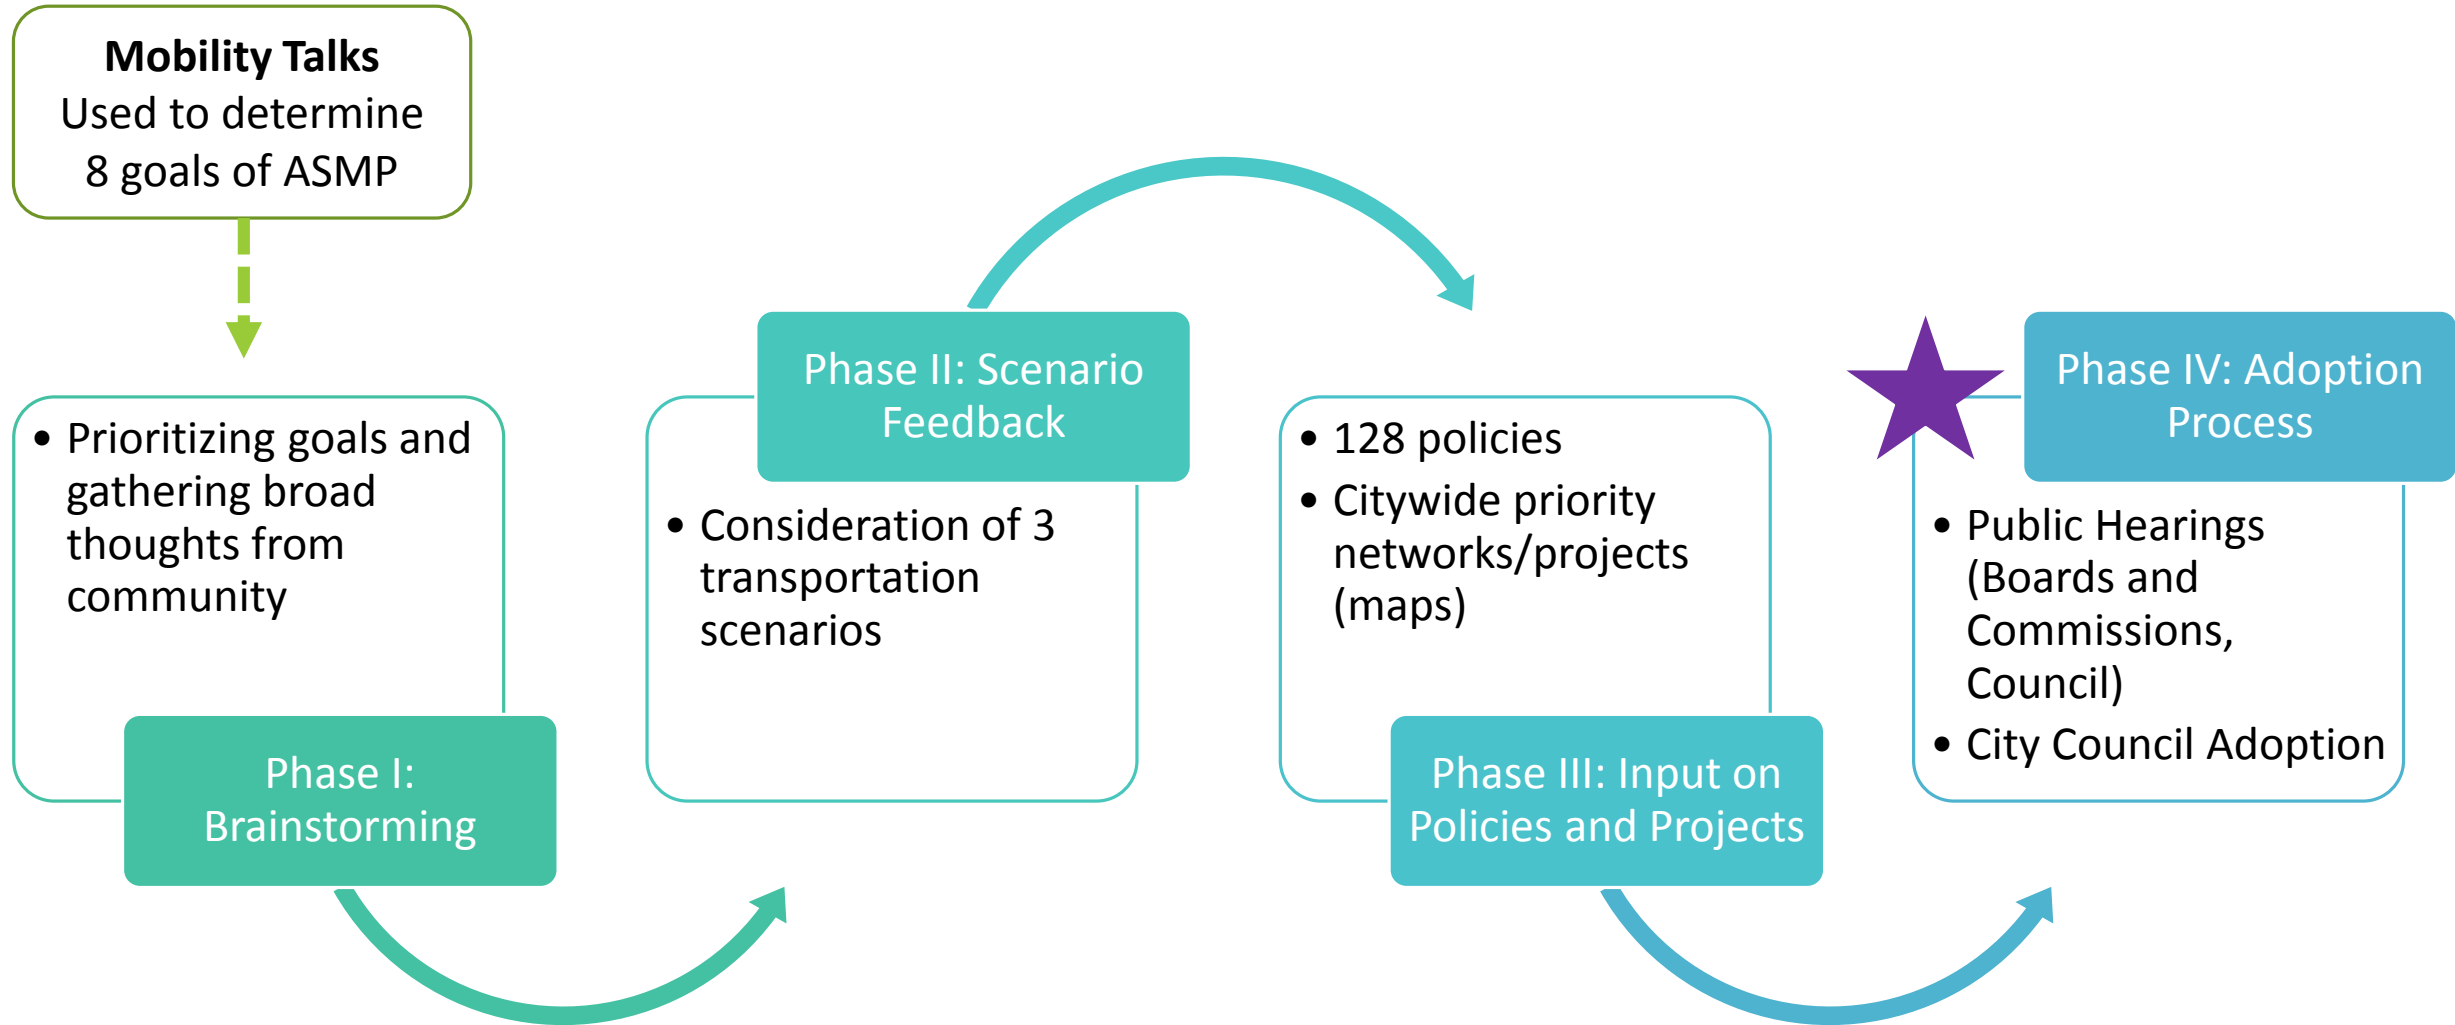 Mobility Talks
Used to determine
8 goals of ASMP
• Prioritizing goals and
gathering broad
thoughts from
community
Phase I:
Brainstorming
Phase II: Scenario
Feedback
• Consideration of 3
transportation
scenarios
• 128 policies
• Citywide priority
networks/projects
(maps)
Phase III: Input on
Policies and Projects
Phase IV: Adoption
Process
• Public Hearings
(Boards and
Commissions,
Council)
• City Council Adoption